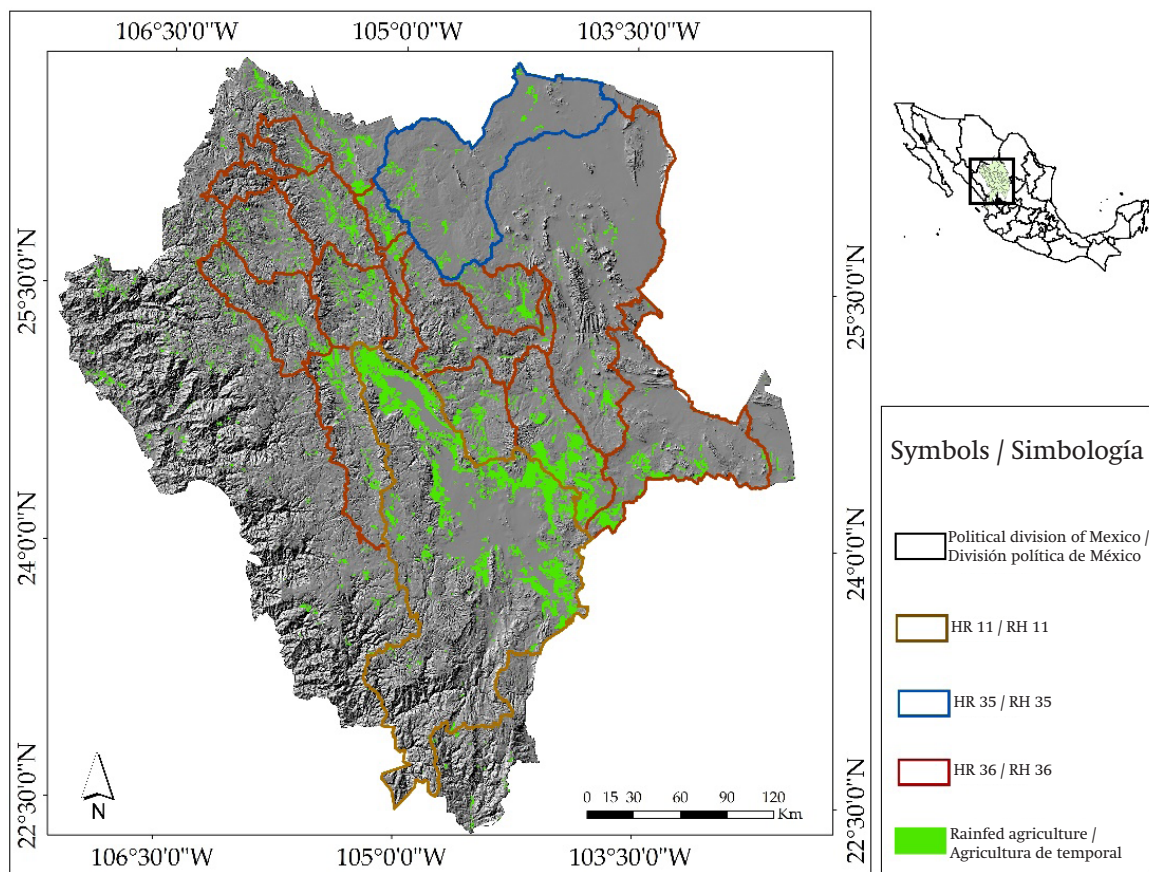 106°30'0"W 105°0'0"W 103°30'0"W
25°30'0"N
24°0'0"N
22°30'0"N
25°30'0"N
24°0'0"N
22°30'0"N
N
0 15 30 60 90 120
Km
106°30'0"W 105°0'0"W 103°30'0"W
Symbols / Simbología
Political division of Mexico /
División política de México
HR 11 / RH 11
HR 35 / RH 35
HR 36 / RH 36
Rainfed agriculture /
Agricultura de temporal